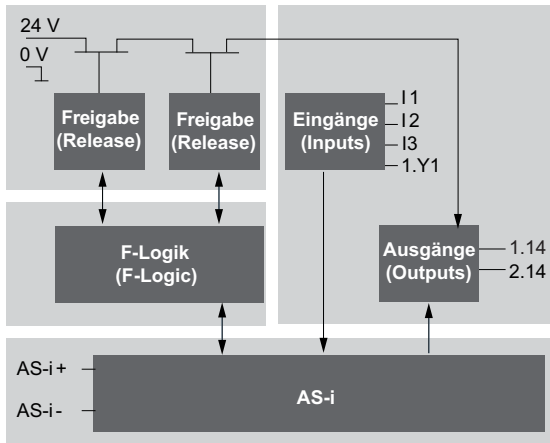 24 V
0 V
Freigabe
(Release)
Freigabe
(Release)
Eingänge
(Inputs)
I1
I2
I3
1.Y1
F-Logik
(F-Logic)
Ausgänge
(Outputs)
1.14
2.14
AS-i+
AS-i-
AS-i